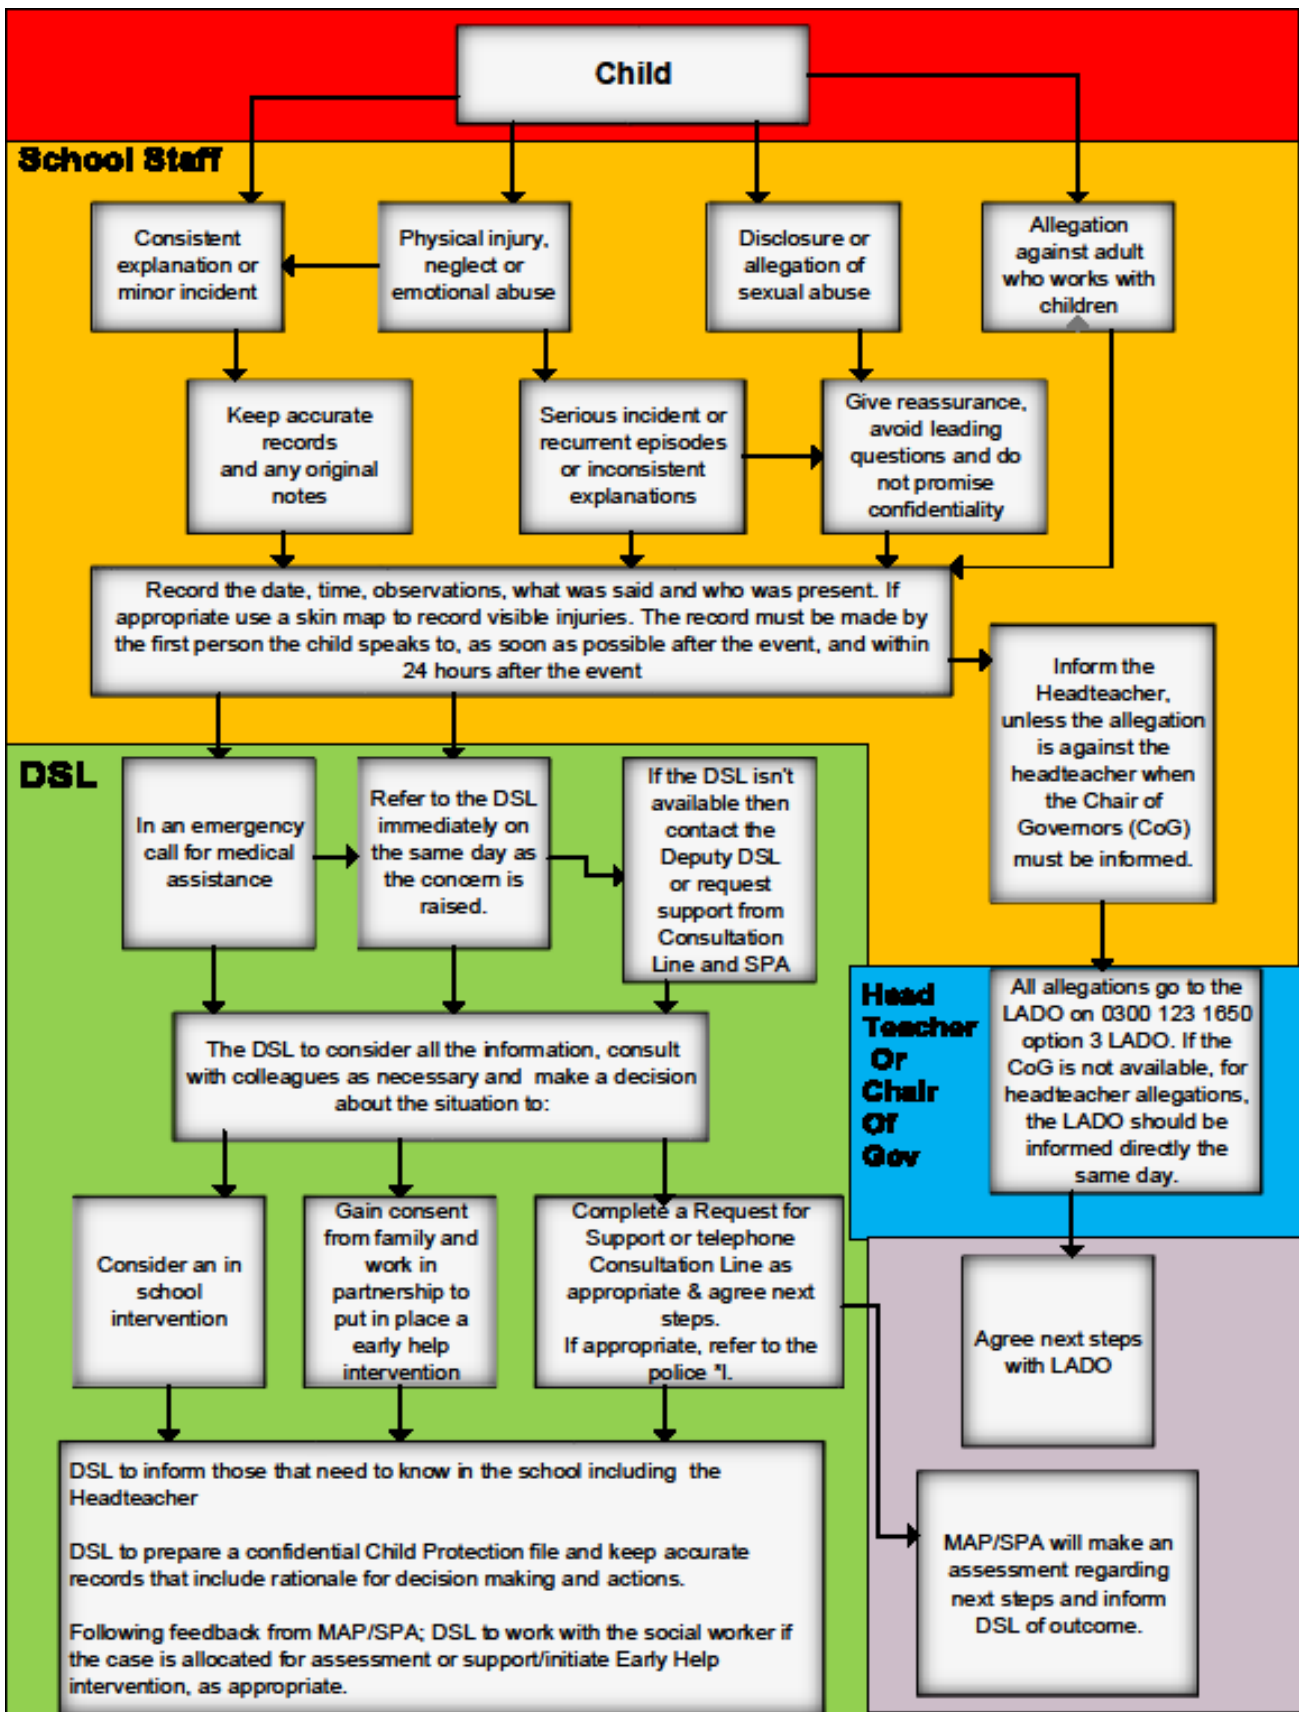 Child
School Staff
Consistent
explanation or
minor incident
Physical injury,
neglect or
emotional abuse
Disclosure or
allegation of
sexual abuse
Allegation
against adult
who works with
children
Keep accurate
records
and any original
notes
Serious incident or
recurrent episodes
or inconsistent
explanations
Give reassurance,
avoid leading
questions and do
not promise
confidentiality
Record the date, time, observations, what was said and who was present. If
appropriate use a skin map to record visible injuries. The record must be made by
the first person the child speaks to, as soon as possible after the event, and within
24 hours after the event
Inform the
Headteacher,
unless the allegation
is against the
headteacher when
the Chair of
Governors (CoG)
must be informed.
DSL
In an emergency
call for medical
assistance
Refer to the DSL
immediately on
the same day as
the concern is
raised.
If the DSL isn't
available then
contact the
Deputy DSL
or request
support from
Consultation
Line and SPA
Head
Teacher
Or
Chair
Of
Gov
All allegations go to the
LADO on 0300 123 1650
option 3 LADO. If the
CoG is not available, for
headteacher allegations,
the LADO should be
informed directly the
same day.
The DSL to consider all the information, consult
with colleagues as necessary and make a decision
about the situation to:
Consider an in
school
intervention
Gain consent
from family and
work in
partnership to
put in place a
early help
intervention
Complete a Request for
Support or telephone
Consultation Line as
appropriate & agree next
steps.
If appropriate, refer to the
police *l.
Agree next steps
with LADO
DSL to inform those that need to know in the school including the
Headteacher
DSL to prepare a confidential Child Protection file and keep accurate
records that include rationale for decision making and actions.
Following feedback from MAP/SPA; DSL to work with the social worker if
the case is allocated for assessment or support/initiate Early Help
intervention, as appropriate.
MAP/SPA will make an
assessment regarding
next steps and inform
DSL of outcome.